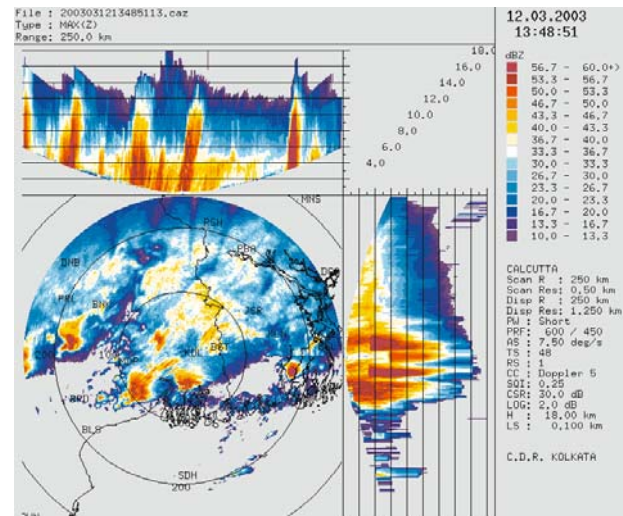 File : 2003031213485113.caz
Type : MAX(Z)
Range: 250.0 km
18.0
16.0
14.0
12.0
10.0
8.0
6.0
4.0
MNS
PSH
PBA
DNB
PRL
BNK
JSR
DGT
KOL
BPD
BLS
SDH
200
12.03.2003
13:48:51
dBZ
56.7 - 60.0+)
53.3 - 56.7
50.0 - 53.3
46.7 - 50.0
43.3 - 46.7
40.0 - 43.3
36.7 - 40.0
33.3 - 36.7
30.0 - 33.3
26.7 - 30.0
23.3 - 26.7
20.0 - 23.3
16.7 - 20.0
13.3 - 16.7
10.0 - 13.3
CALCUTTA
Scan R : 250 km
Scan Res: 0.50 km
Disp R : 250 km
Disp Res: 1.250 km
PW : Short
PRF: 600 / 450
AS : 7.50 deg/s
TS : 48
RS : 1
CC : Doppler 5
SQI: 0.25
CSR: 30.0 dB
LOG: 2.0 dB
H : 18.00 km
LS : 0.100 km
C.D.R. KOLKATA